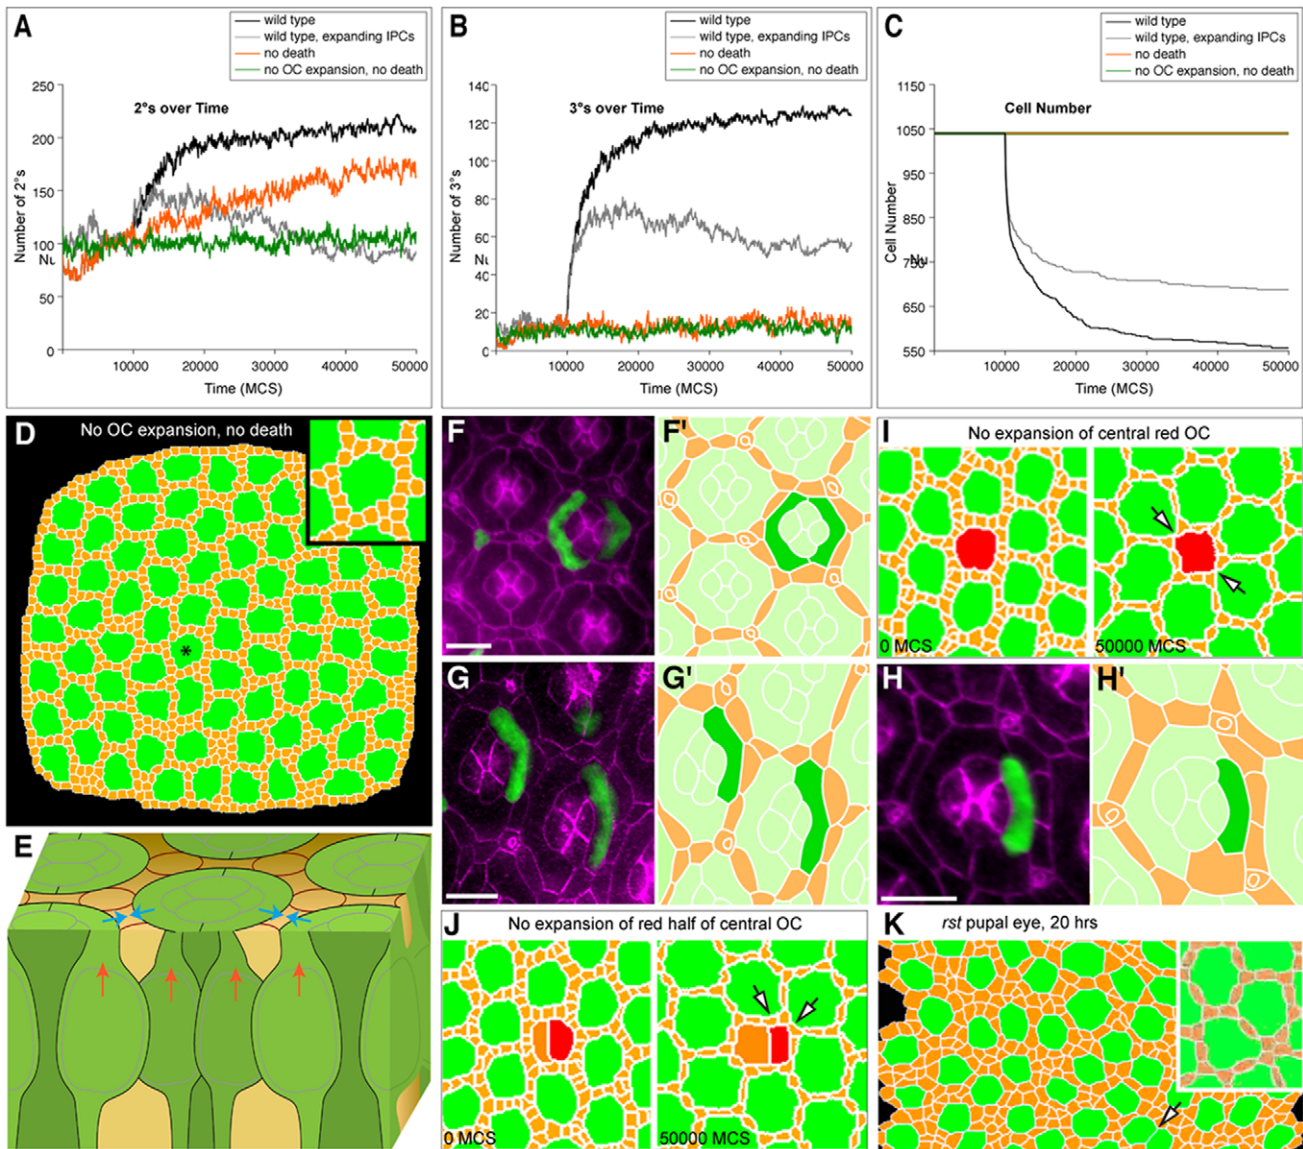 A
wild type
wild type, expanding IPCs
no death
no OC expansion, no death
2°s over Time
Number of 2°s
250
200
150
100
50
0
10000 20000 30000 40000 50000
Time (MCS)
B
wild type
wild type, expanding IPCs
no death
no OC expansion, no death
3°s over Time
Number of 3°s
140
120
100
80
60
40
20
0
10000 20000 30000 40000 50000
Time (MCS)
C
wild type
wild type, expanding IPCs
no death
no OC expansion, no death
Cell Number
Cell Number
1150
1050
950
850
750
650
550
10000 20000 30000 40000 50000
Time (MCS)
D
No OC expansion, no death
*
E
F
F'
G
G'
H
H'
I
No expansion of central red OC
0 MCS
50000 MCS
J
No expansion of red half of central OC
0 MCS
50000 MCS
K
rst pupal eye, 20 hrs